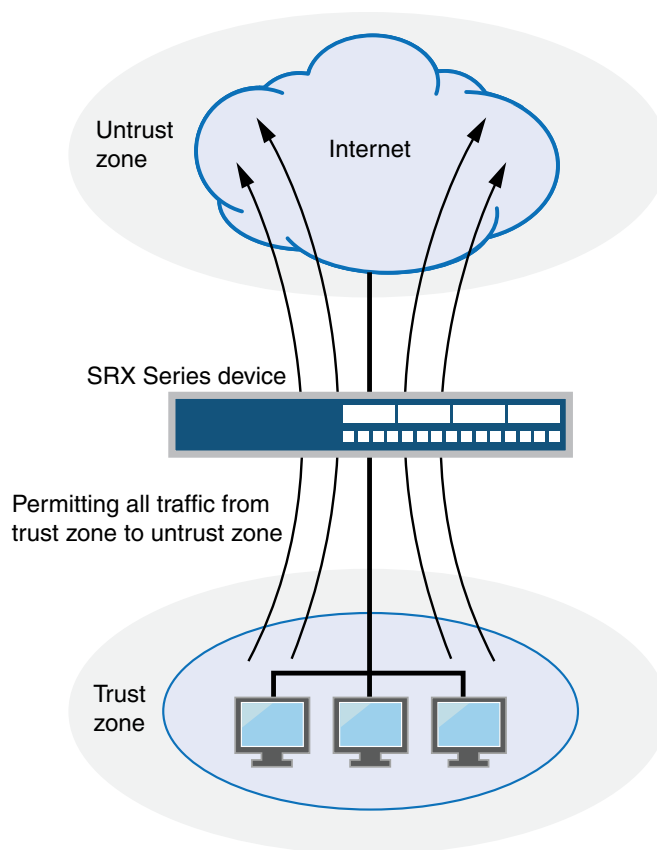 Untrust
zone
Internet
SRX Series device
Permitting all traffic from
trust zone to untrust zone
Trust
zone